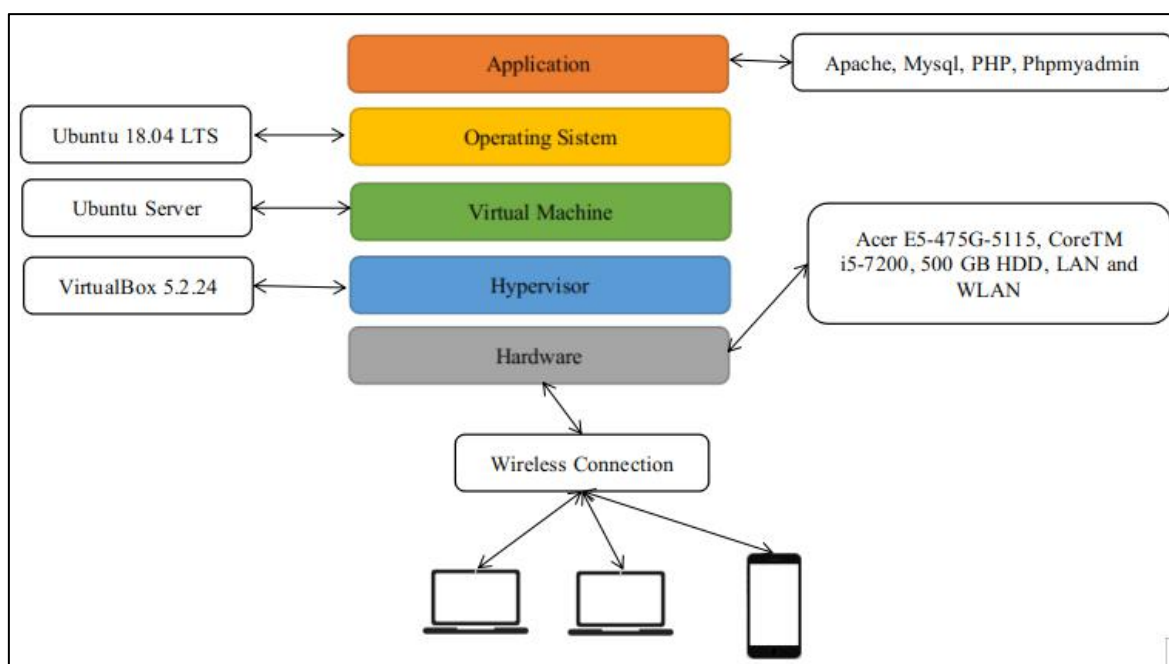 Application
Apache, Mysql, PHP, Phpmyadmin
Ubuntu 18.04 LTS
Operating Sistem
Ubuntu Server
Virtual Machine
Acer E5-475G-5115, CoreTM
i5-7200, 500 GB HDD, LAN and
WLAN
VirtualBox 5.2.24
Hypervisor
Hardware
Wireless Connection